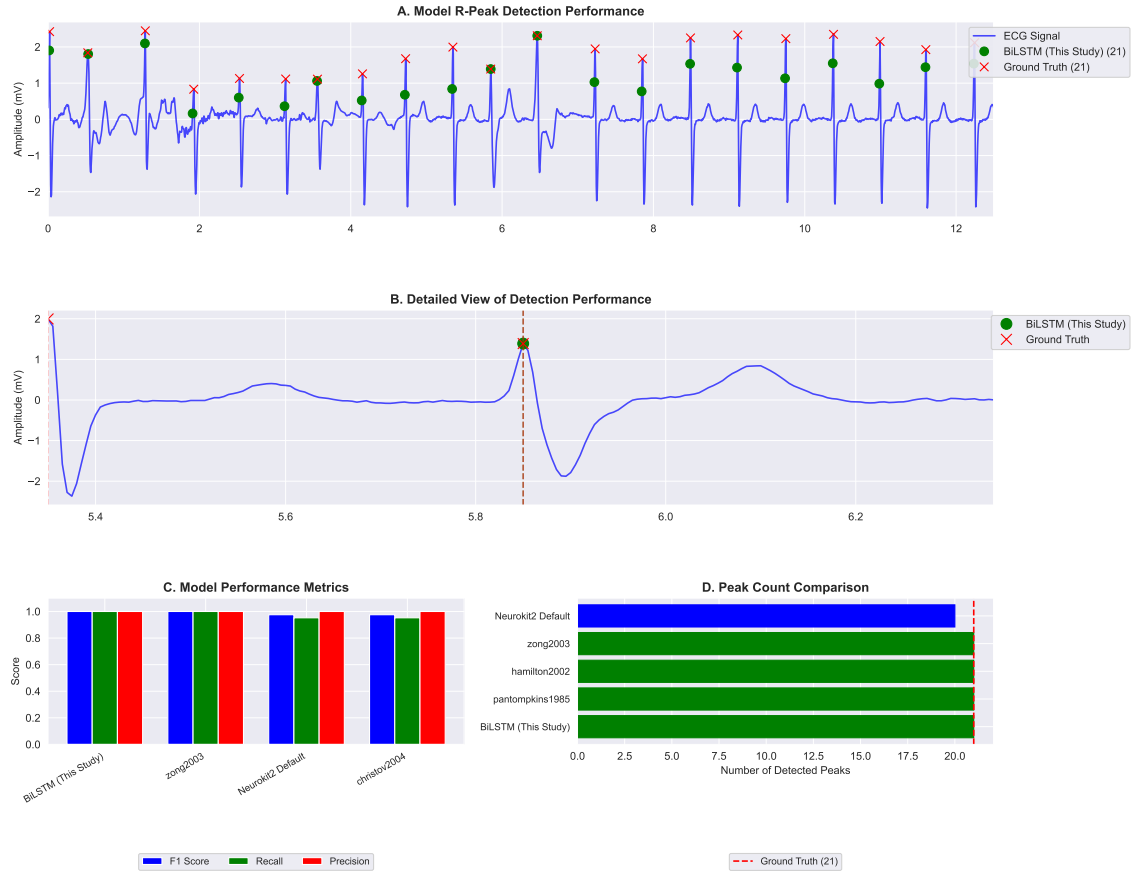 A. Model R-Peak Detection Performance
Amplitude (mV)
2
1
0
−1
−2
0
2
4
6
8
10
12
ECG Signal
BiLSTM (This Study) (21)
Ground Truth (21)
B. Detailed View of Detection Performance
Amplitude (mV)
2
1
0
−1
−2
5.4
5.6
5.8
6.0
6.2
BiLSTM (This Study)
Ground Truth
C. Model Performance Metrics
Score
1.0
0.8
0.6
0.4
0.2
0.0
BiLSTM (This Study)
zong2003
Neurokit2 Default
christov2004
F1 Score
Recall
Precision
D. Peak Count Comparison
Neurokit2 Default
zong2003
hamilton2002
pantompkins1985
BiLSTM (This Study)
0.0
2.5
5.0
7.5
10.0
12.5
15.0
17.5
20.0
Number of Detected Peaks
Ground Truth (21)